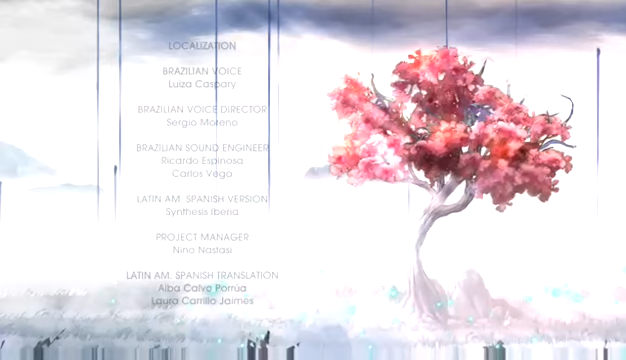 LOCALIZATION
BRAZILIAN VOICE
Luiza Caspary
BRAZILIAN VOICE DIRECTOR
Sergio Moreno
BRAZILIAN SOUND ENGINEER
Ricardo Espinosa
Carlos Vega
LATIN AM. SPANISH VERSION
Synthesis Iberia
PROJECT MANAGER
Nino Nastasi
LATIN AM. SPANISH TRANSLATION
Alba Calvo Porrúa
Laura Carrillo Jaimes